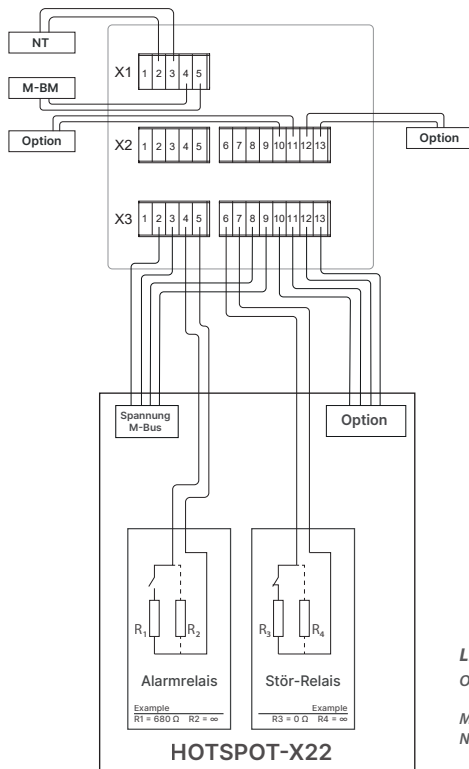 NT
X1 1 2 3 4 5
M-BM
Option
X2 1 2 3 4 5 6 7 8 9 10 11 12 13
Option
X3 1 2 3 4 5 6 7 8 9 10 11 12 13
Spannung
M-Bus
Option
R1 R2
R3 R4
Alarmrelais
Stör-Relais
Example
R1 = 680 Ω R2 = ∞
Example
R3 = 0 Ω R4 = ∞
HOTSPOT-X22
L
O
M
N